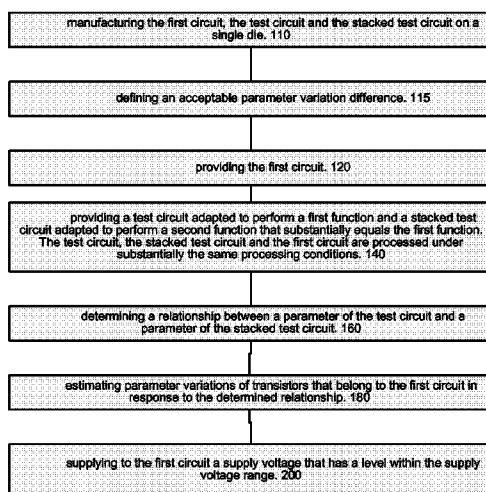 manufacturing the first circuit, the test circuit and the stacked test circuit on a
single die. 110
defining an acceptable parameter variation difference. 115
providing the first circuit. 120
providing a test circuit adapted to perform a first function and a stacked test
circuit adapted to perform a second function that substantially equals the first function.
The test circuit, the stacked test circuit and the first circuit are processed under
substantially the same processing conditions. 140
determining a relationship between a parameter of the test circuit and a
parameter of the stacked test circuit. 160
estimating parameter variations of transistors that belong to the first circuit in
response to the determined relationship. 180
supplying to the first circuit a supply voltage that has a level within the supply
voltage range. 200